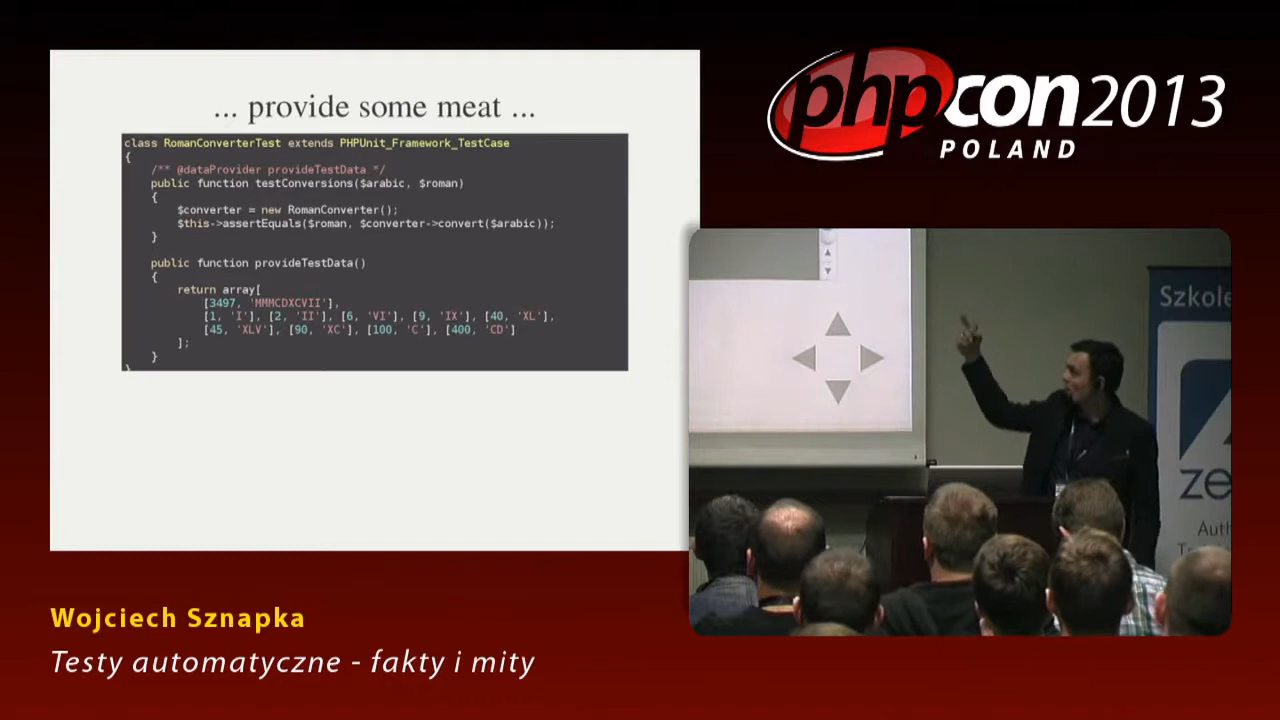 ... provide some meat ...
class RomanConverterTest extends PHPUnit_Framework_TestCase
{
/** @dataProvider provideTestData */
public function testConversions($arabic, $roman)
{
$converter = new RomanConverter();
$this->assertEquals($roman, $converter->convert($arabic));
}
public function provideTestData()
{
return array[
[3497, 'MMMCDXCVII'],
[1, 'I'], [2, 'II'], [6, 'VI'], [9, 'IX'], [40, 'XL'],
[45, 'XLV'], [90, 'XC'], [100, 'C'], [400, 'CD']
];
}
}
phpcon2013
POLAND
Szkole
ze
Auth
Wojciech Sznapka
Testy automatyczne - fakty i mity